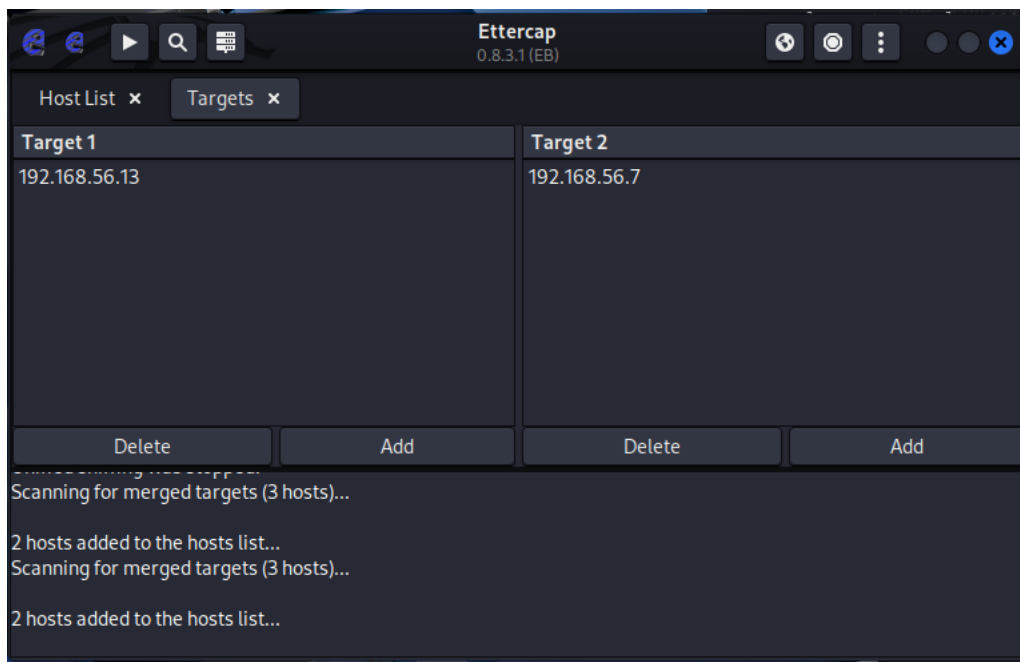 Ettercap
0.8.3.1 (EB)
Host List
Targets
Target 1
Target 2
192.168.56.13
192.168.56.7
Delete
Add
Delete
Add
Scanning for merged targets (3 hosts)...
2 hosts added to the hosts list...
Scanning for merged targets (3 hosts)...
2 hosts added to the hosts list...